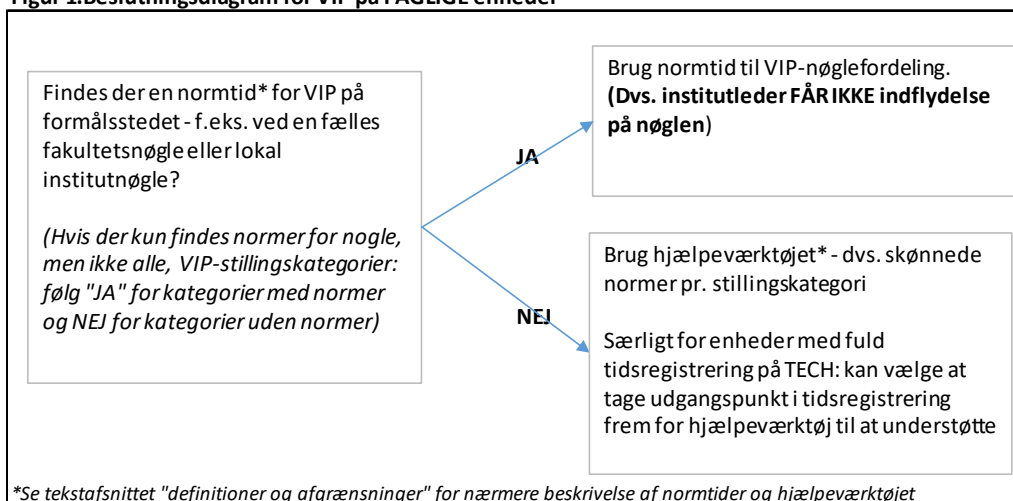 Figur 1.Beslutningsdiagram for VIP på FAGLIGE enheder
Findes der en normtid* for VIP på
formålsstedet - f.eks. ved en fælles
fakultetsnøgle eller lokal
institutnøgle?
(Hvis der kun findes normer for nogle,
men ikke alle, VIP-stillingskategorier:
følg "JA" for kategorier med normer
og NEJ for kategorier uden normer)
JA
Brug normtid til VIP-nøglefordeling.
(Dvs. institutleder FÅR IKKE indflydelse
på nøglen)
NEJ
Brug hjælpeværktøjet* - dvs. skønnede
normer pr. stillingskategori
Særligt for enheder med fuld
tidsregistrering på TECH: kan vælge at
tage udgangspunkt i tidsregistrering
frem for hjælpeværktøj til at understøtte
*Se tekstafsnittet "definitioner og afgrænsninger" for nærmere beskrivelse af normtider og hjælpeværktøjet